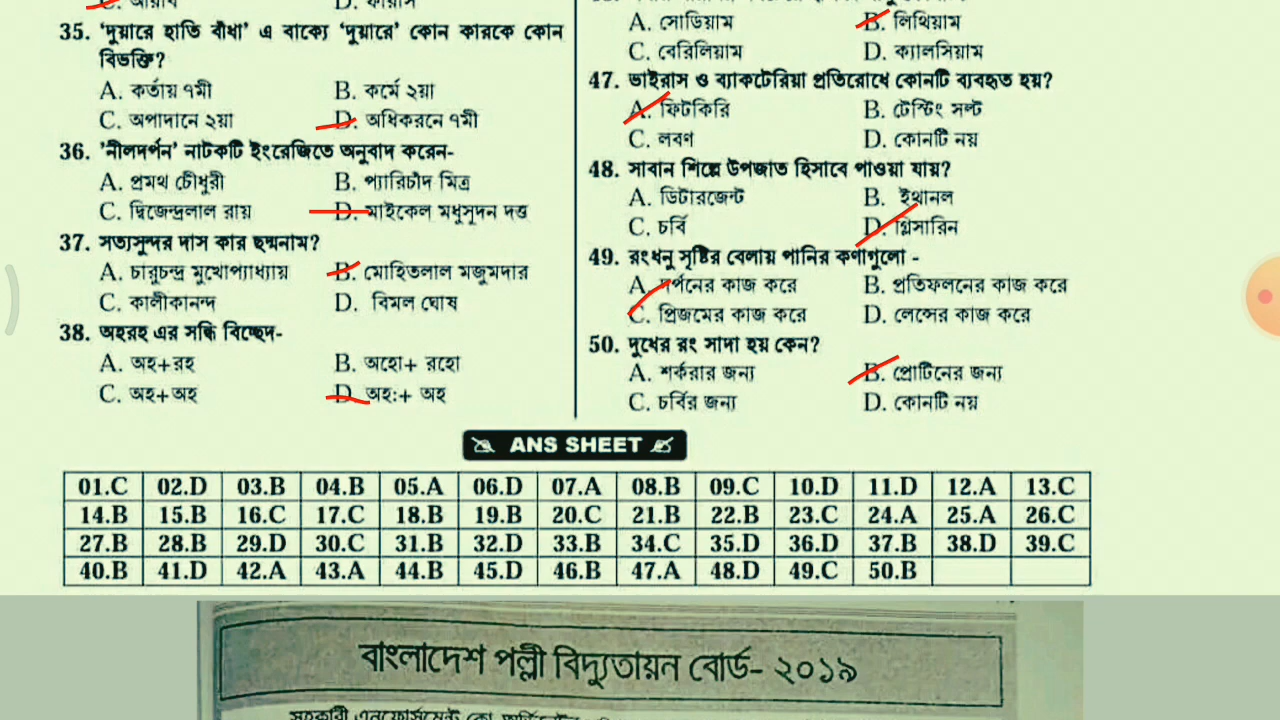 35. 'দুয়ারে হাতি বাঁধা' এ বাক্যে 'দুয়ারে' কোন কারকে কোন
বিভক্তি?
A. কর্তায় ৭মী B. কর্মে ২য়া
C. অপাদানে ২য়া D. অধিকরনে ৭মী
36. 'নীলদর্পন' নাটকটি ইংরেজিতে অনুবাদ করেন-
A. প্রমথ চৌধুরী B. প্যারিচাঁদ মিত্র
C. দ্বিজেন্দ্রলাল রায় D. মাইকেল মধুসূদন দত্ত
37. সত্যসুন্দর দাস কার ছদ্মনাম?
A. চারুচন্দ্র মুখোপাধ্যায় B. মোহিতলাল মজুমদার
C. কালীকানন্দ D. বিমল ঘোষ
38. অহরহ এর সন্ধি বিচ্ছেদ-
A. অহ+রহ B. অহো+ রহো
C. অহ+অহ D. অহ:+ অহ
A. সোডিয়াম B. লিথিয়াম
C. বেরিলিয়াম D. ক্যালসিয়াম
47. ভাইরাস ও ব্যাকটেরিয়া প্রতিরোধে কোনটি ব্যবহৃত হয়?
A. ফিটকিরি B. টেস্টিং সল্ট
C. লবণ D. কোনটি নয়
48. সাবান শিল্পে উপজাত হিসাবে পাওয়া যায়?
A. ডিটারজেন্ট B. ইথানল
C. চর্বি D. গ্লিসারিন
49. রংধনু সৃষ্টির বেলায় পানির কণাগুলো -
A. দর্পনের কাজ করে B. প্রতিফলনের কাজ করে
C. প্রিজমের কাজ করে D. লেন্সের কাজ করে
50. দুধের রং সাদা হয় কেন?
A. শর্করার জন্য B. প্রোটিনের জন্য
C. চর্বির জন্য D. কোনটি নয়
ANS SHEET
01.C 02.D 03.B 04.B 05.A 06.D 07.A 08.B 09.C 10.D 11.D 12.A 13.C
14.B 15.B 16.C 17.C 18.B 19.B 20.C 21.B 22.B 23.C 24.A 25.A 26.C
27.B 28.B 29.D 30.C 31.B 32.D 33.B 34.C 35.D 36.D 37.B 38.D 39.C
40.B 41.D 42.A 43.A 44.B 45.D 46.B 47.A 48.D 49.C 50.B
বাংলাদেশ পল্লী বিদ্যুতায়ন বোর্ড- ২০১৯